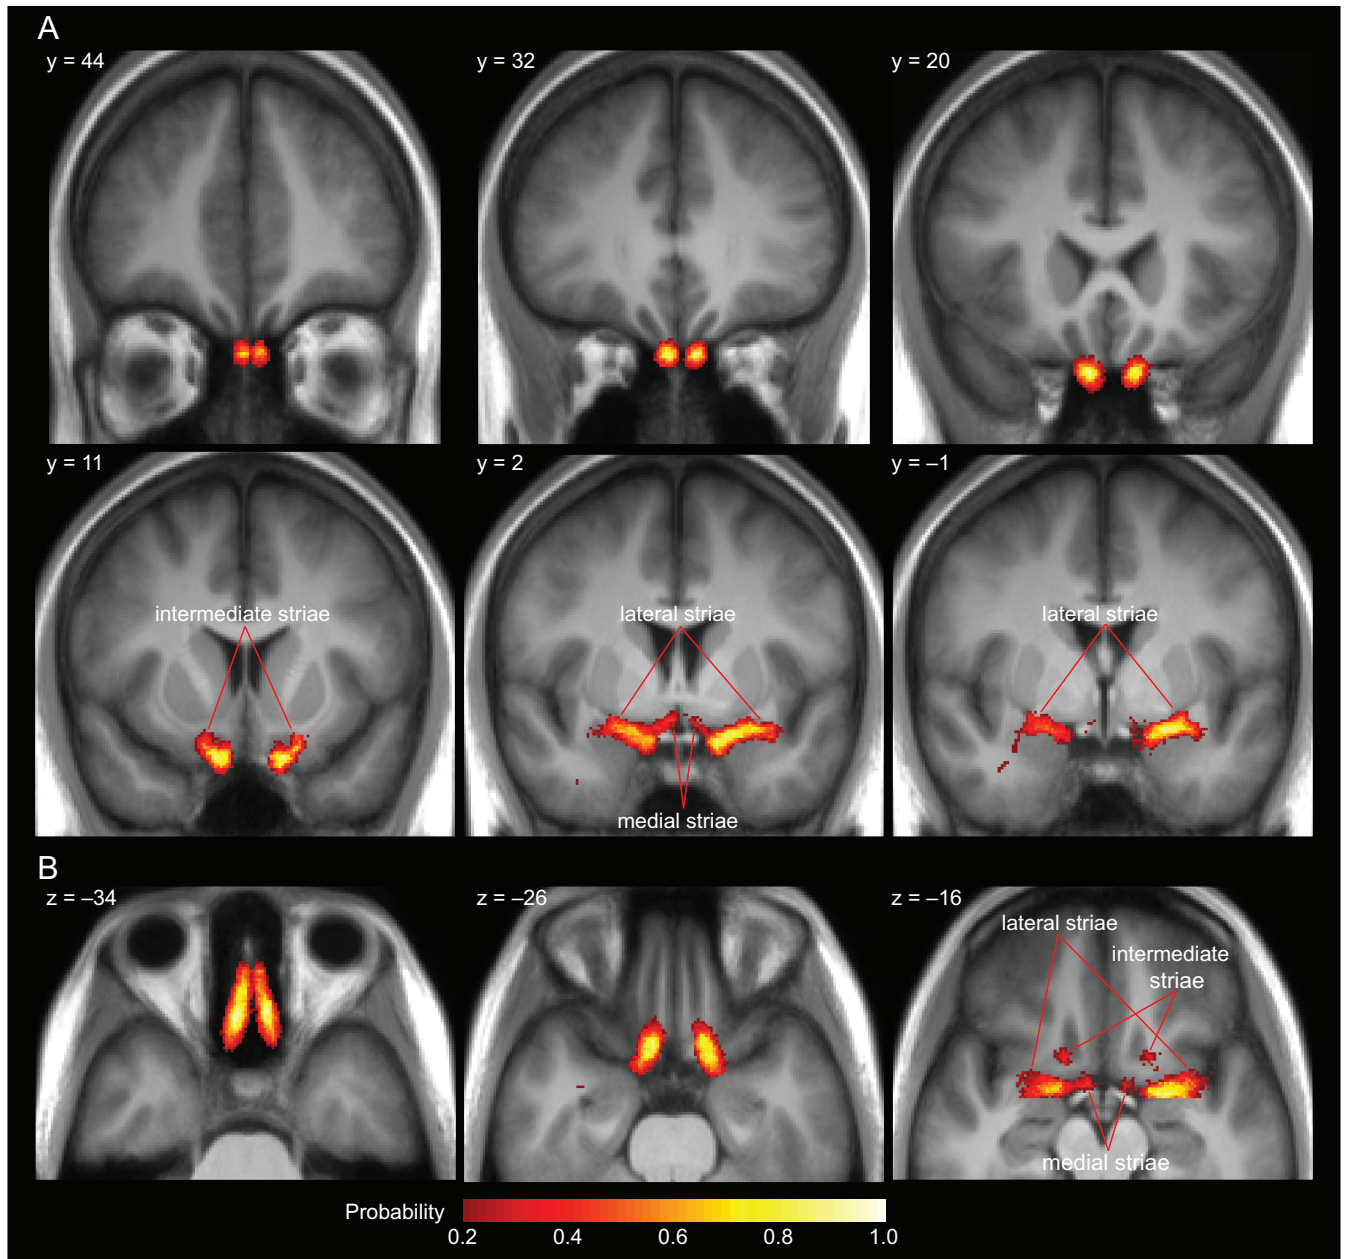 A
y = 44
y = 32
y = 20
y = 11
y = 2
y = –1
intermediate striae
lateral striae
lateral striae
medial striae
B
z = –34
z = –26
z = –16
lateral striae
intermediate
striae
medial striae
Probability
0.2
0.4
0.6
0.8
1.0